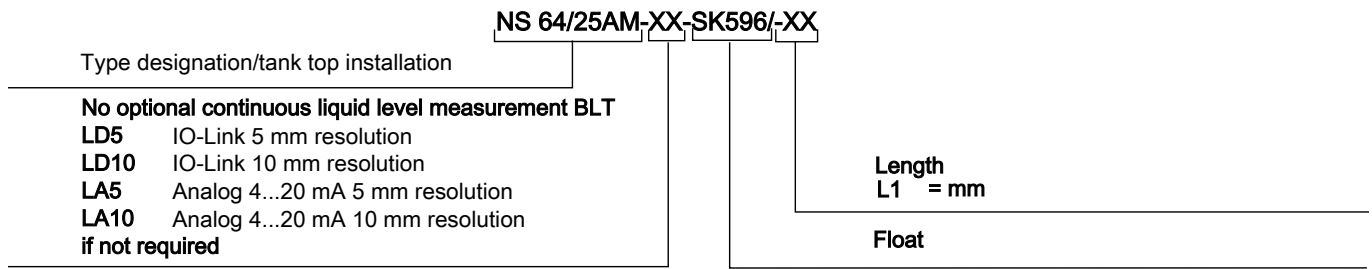 NS 64/25AM-XX-SK596/-XX
Type designation/tank top installation
No optional continuous liquid level measurement BLT
LD5 IO-Link 5 mm resolution
LD10 IO-Link 10 mm resolution
LA5 Analog 4...20 mA 5 mm resolution
LA10 Analog 4...20 mA 10 mm resolution
if not required
Length
L1 = mm
Float